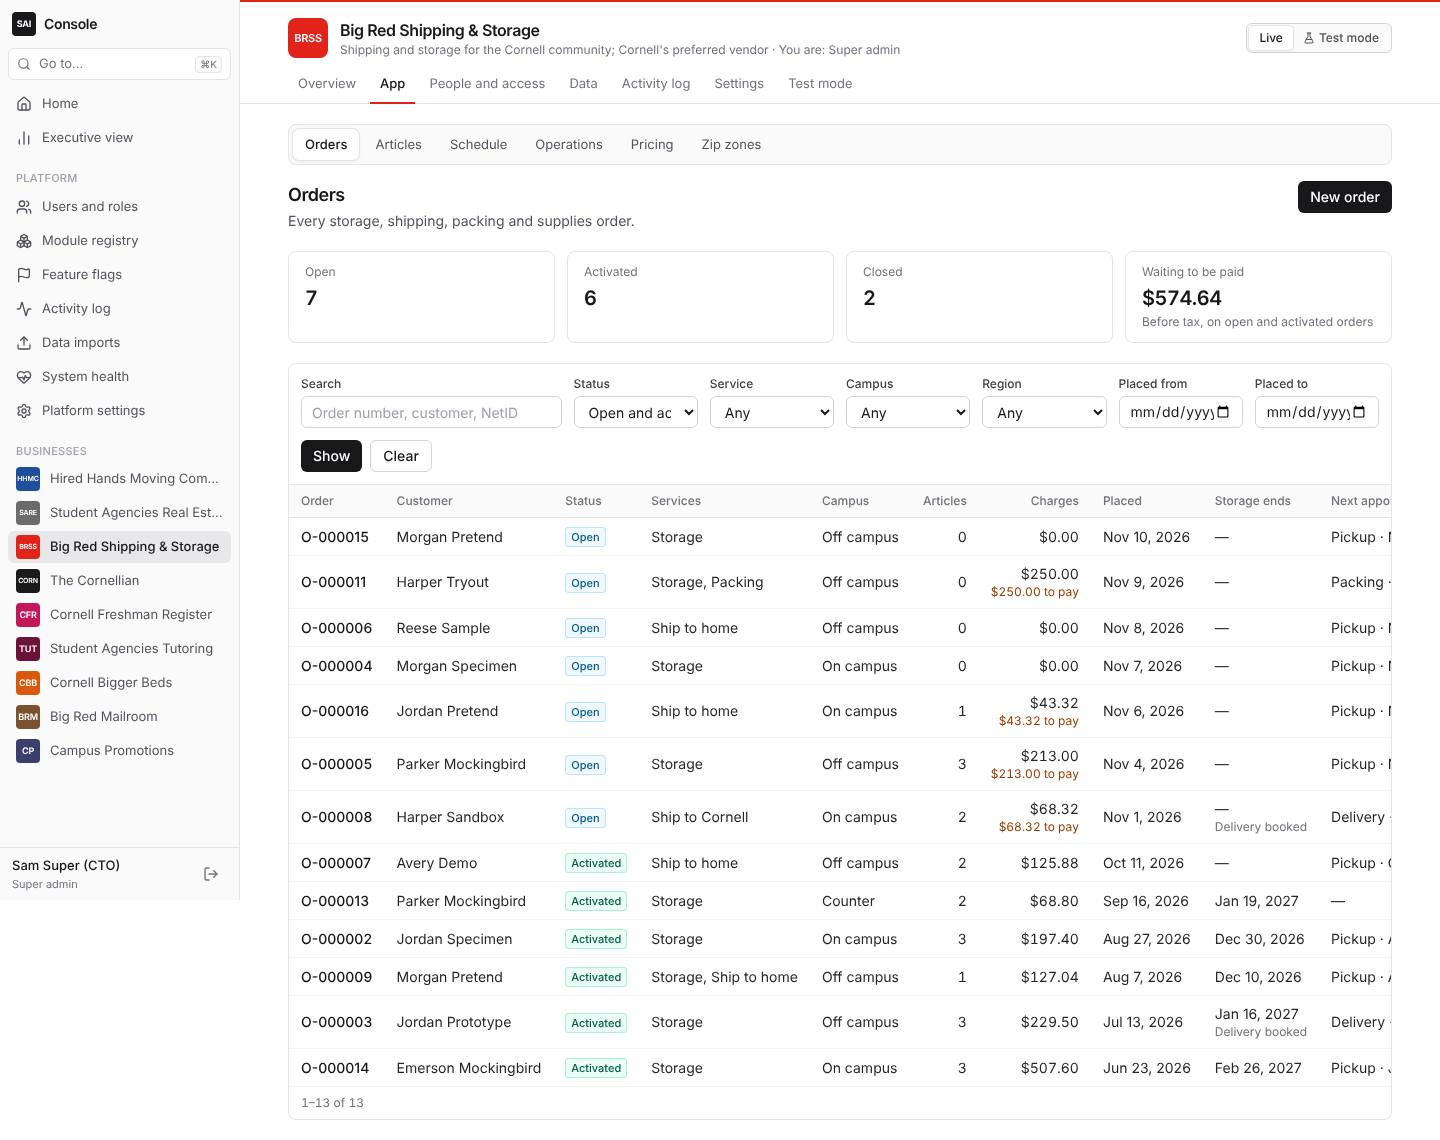 SAI Console
Go to... ⌘K
Home
Executive view
PLATFORM
Users and roles
Module registry
Feature flags
Activity log
Data imports
System health
Platform settings
BUSINESSES
HHMC Hired Hands Moving Com...
SARE Student Agencies Real Est...
BRSS Big Red Shipping & Storage
CORN The Cornellian
CFR Cornell Freshman Register
TUT Student Agencies Tutoring
CBB Cornell Bigger Beds
BRM Big Red Mailroom
CP Campus Promotions
Sam Super (CTO)
Super admin
BRSS Big Red Shipping & Storage
Shipping and storage for the Cornell community; Cornell's preferred vendor · You are: Super admin
Live Test mode
Overview App People and access Data Activity log Settings Test mode
Orders Articles Schedule Operations Pricing Zip zones
Orders
Every storage, shipping, packing and supplies order.
New order
Open Activated Closed Waiting to be paid
7 6 2 $574.64
Before tax, on open and activated orders
Search Status Service Campus Region Placed from Placed to
Order number, customer, NetID Open and ac Any Any Any mm/dd/yyyy mm/dd/yyyy
Show Clear
Order Customer Status Services Campus Articles Charges Placed Storage ends Next appo
O-000015 Morgan Pretend Open Storage Off campus 0 $0.00 Nov 10, 2026 — Pickup ·
O-000011 Harper Tryout Open Storage, Packing Off campus 0 $250.00 Nov 9, 2026 — Packing ·
$250.00 to pay
O-000006 Reese Sample Open Ship to home Off campus 0 $0.00 Nov 8, 2026 — Pickup ·
O-000004 Morgan Specimen Open Storage On campus 0 $0.00 Nov 7, 2026 — Pickup ·
O-000016 Jordan Pretend Open Ship to home On campus 1 $43.32 Nov 6, 2026 — Pickup ·
$43.32 to pay
O-000005 Parker Mockingbird Open Storage Off campus 3 $213.00 Nov 4, 2026 — Pickup ·
$213.00 to pay
O-000008 Harper Sandbox Open Ship to Cornell On campus 2 $68.32 Nov 1, 2026 — Delivery ·
$68.32 to pay Delivery booked
O-000007 Avery Demo Activated Ship to home Off campus 2 $125.88 Oct 11, 2026 — Pickup ·
O-000013 Parker Mockingbird Activated Storage Counter 2 $68.80 Sep 16, 2026 Jan 19, 2027 —
O-000002 Jordan Specimen Activated Storage On campus 3 $197.40 Aug 27, 2026 Dec 30, 2026 Pickup ·
O-000009 Morgan Pretend Activated Storage, Ship to home Off campus 1 $127.04 Aug 7, 2026 Dec 10, 2026 Pickup ·
O-000003 Jordan Prototype Activated Storage Off campus 3 $229.50 Jul 13, 2026 Jan 16, 2027 Delivery ·
Delivery booked
O-000014 Emerson Mockingbird Activated Storage On campus 3 $507.60 Jun 23, 2026 Feb 26, 2027 Pickup ·
1–13 of 13